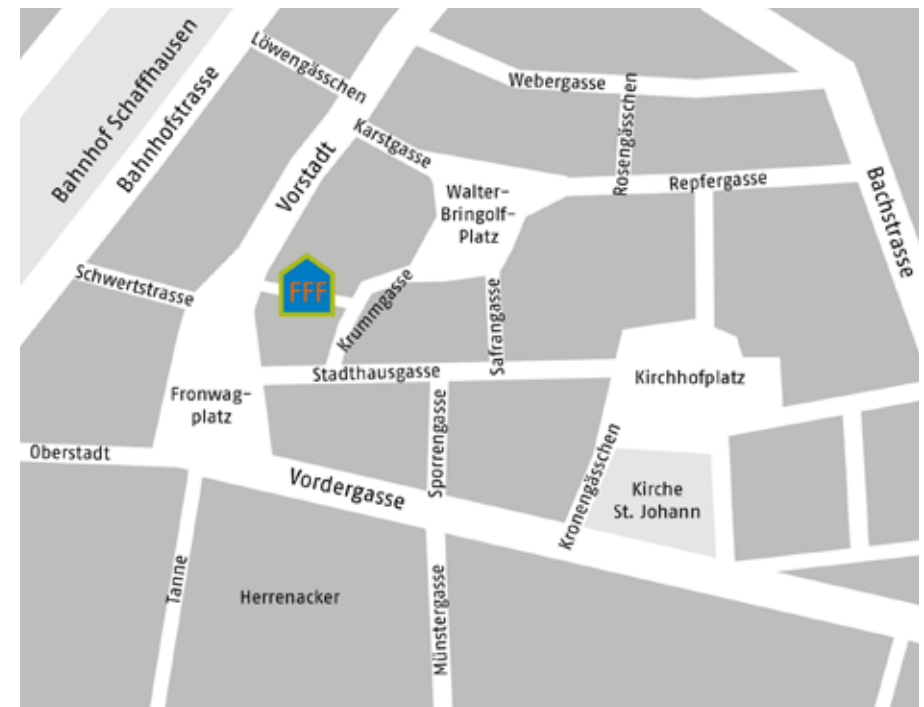 Bahnhof Schaffhausen
Bahnhofstrasse
Löwengässchen
Vorstadt
Karstgasse
Webergasse
Rosengässchen
Repfergasse
Bachstrasse
Walter-
Bringolf-
Platz
Schwertstrasse
FFF
Krummgasse
Safrangasse
Stadthausgasse
Kirchhofplatz
Fronwag-
platz
Oberstadt
Vordergasse
Sporrengasse
Kronengässchen
Kirche
St. Johann
Tanne
Herrenacker
Münstergasse